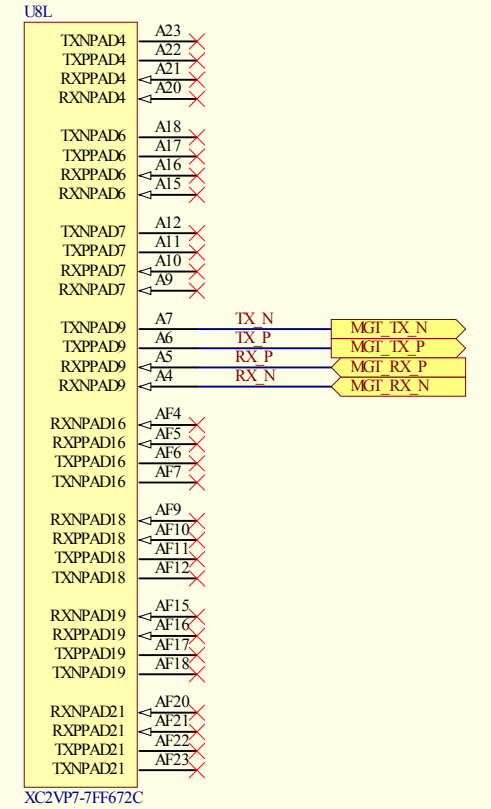 U8L
TXNPAD4 A23
TXPPAD4 A22
RXPPAD4 A21
RXNPAD4 A20
TXNPAD6 A18
TXPPAD6 A17
RXPPAD6 A16
RXNPAD6 A15
TXNPAD7 A12
TXPPAD7 A11
RXPPAD7 A10
RXNPAD7 A9
TXNPAD9 A7 TX_N MGT_TX_N
TXPPAD9 A6 TX_P MGT_TX_P
RXPPAD9 A5 RX_P MGT_RX_P
RXNPAD9 A4 RX_N MGT_RX_N
RXNPAD16 AF4
RXPPAD16 AF5
TXPPAD16 AF6
TXNPAD16 AF7
RXNPAD18 AF9
RXPPAD18 AF10
TXPPAD18 AF11
TXNPAD18 AF12
RXNPAD19 AF15
RXPPAD19 AF16
TXPPAD19 AF17
TXNPAD19 AF18
RXNPAD21 AF20
RXPPAD21 AF21
TXPPAD21 AF22
TXNPAD21 AF23
XC2VP7-7FF672C